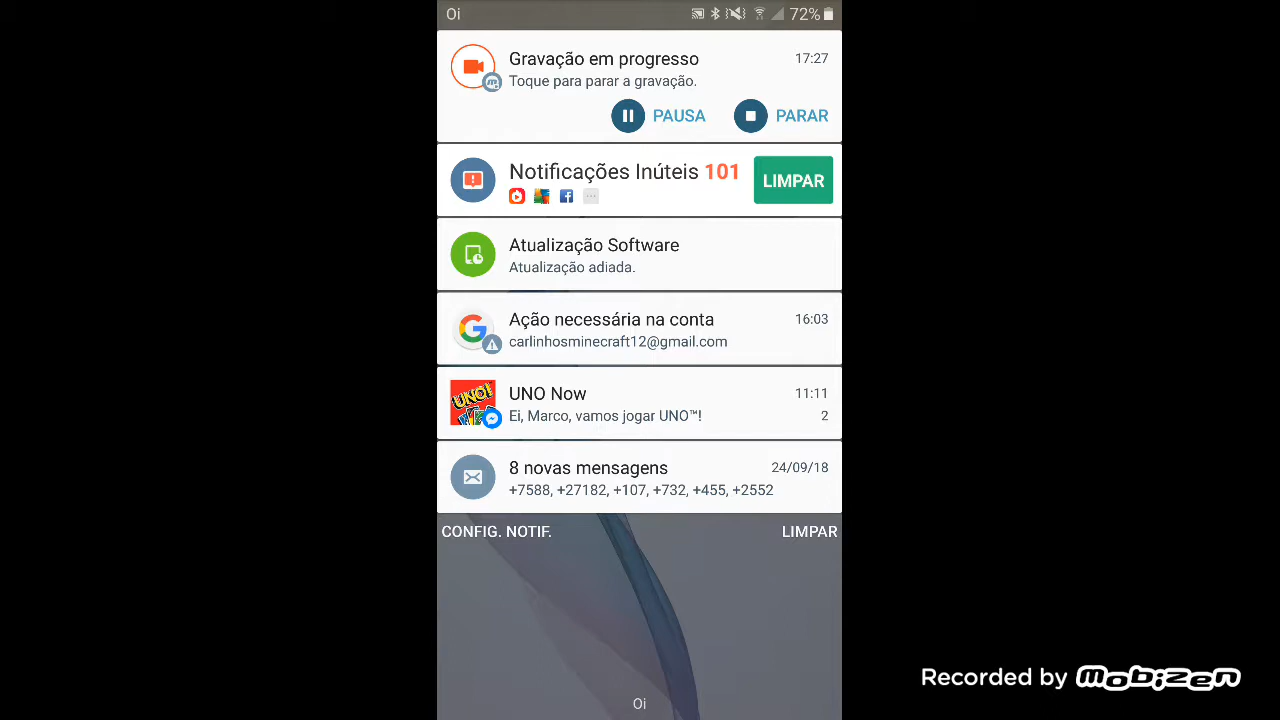 Oi
72%
Gravação em progresso 17:27
Toque para parar a gravação.
PAUSA PARAR
Notificações Inúteis 101 LIMPAR
Atualização Software
Atualização adiada.
Ação necessária na conta 16:03
carlinhosminecraft12@gmail.com
UNO!
UNO Now 11:11
Ei, Marco, vamos jogar UNO™! 2
8 novas mensagens 24/09/18
+7588, +27182, +107, +732, +455, +2552
CONFIG. NOTIF. LIMPAR
Recorded by mobizen
Oi